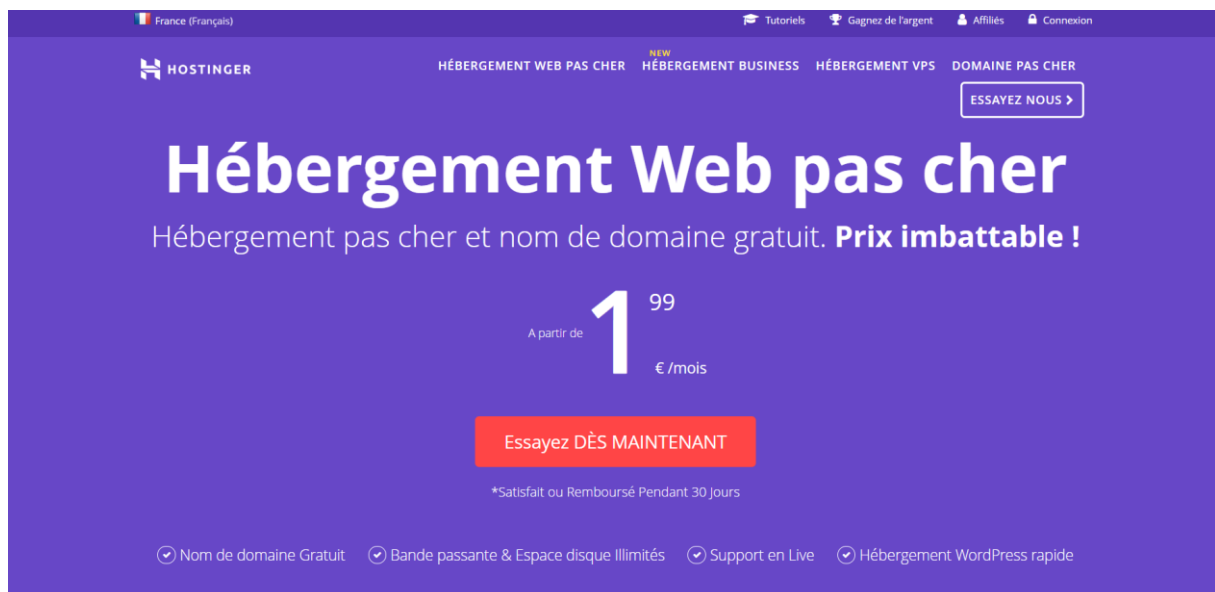 France (Français) Tutoriels Gagnez de l'argent Affiliés Connexion
HOSTINGER
HÉBERGEMENT WEB PAS CHER NEW HÉBERGEMENT BUSINESS HÉBERGEMENT VPS DOMAINE PAS CHER
ESSAYEZ NOUS
Hébergement Web pas cher
Hébergement pas cher et nom de domaine gratuit. Prix imbattable !
A partir de 1 99 € /mois
Essayez DÈS MAINTENANT
*Satisfait ou Remboursé Pendant 30 Jours
Nom de domaine Gratuit Bande passante & Espace disque Illimités Support en Live Hébergement WordPress rapide